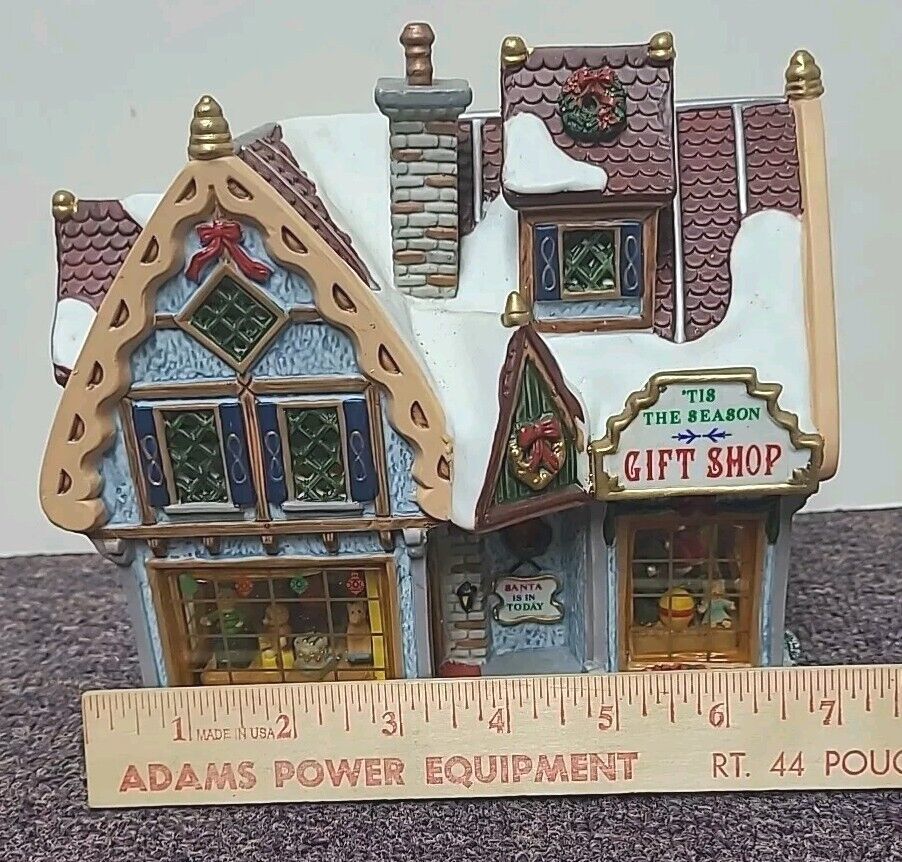 'TIS
THE SEASON
GIFT SHOP
SANTA
IS IN
TODAY
1 MADE IN USA 2 3 4 5 6 7
ADAMS POWER EQUIPMENT RT. 44 POUG